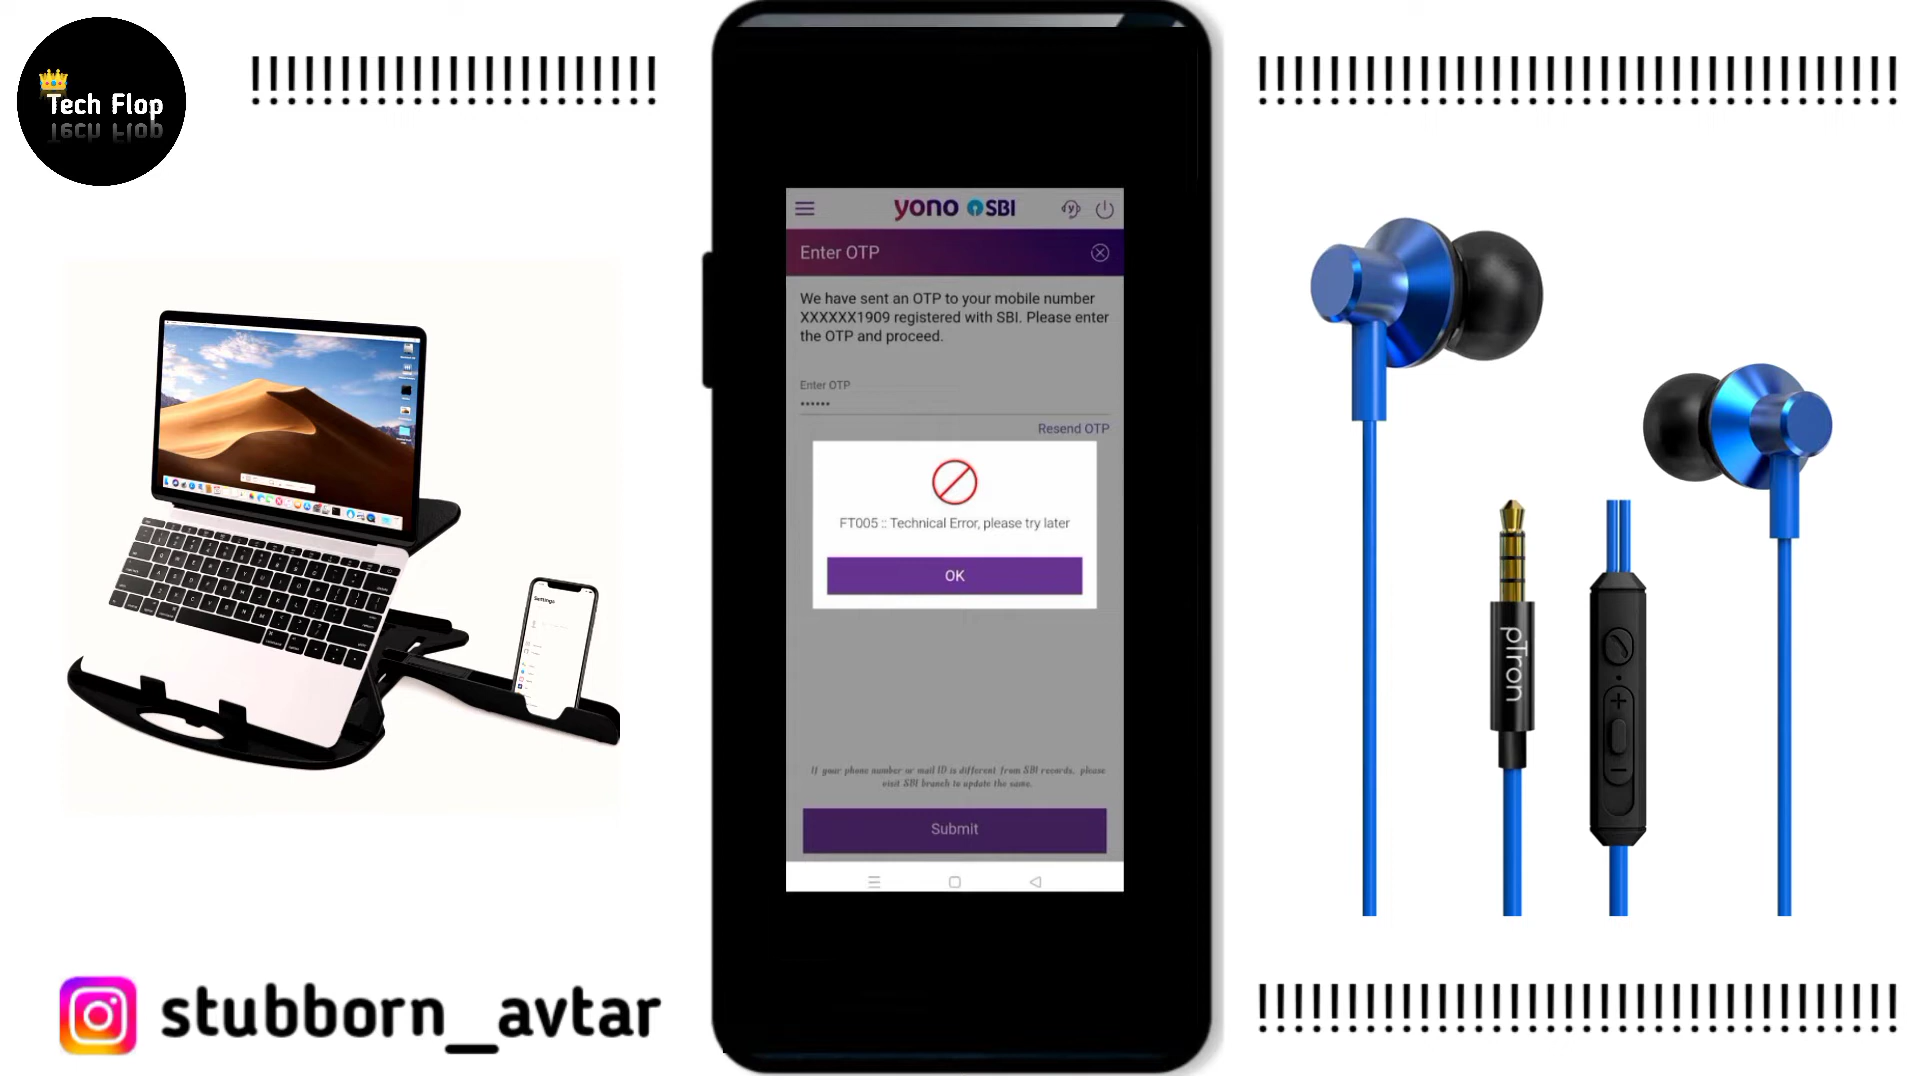 Tech Flop
!!!!!!!!!!!!!!!!!!!!!!!
!!!!!!!!!!!!!!!!!!!!!!!!!!!!!!!!!!!!
yono SBI
Enter OTP
We have sent an OTP to your mobile number
XXXXXX1909 registered with SBI. Please enter
the OTP and proceed.
Enter OTP
••••••
Resend OTP
FT005 :: Technical Error, please try later
OK
If your phone number or mail ID is different from SBI records, please
visit SBI branch to update the same.
Submit
Settings
pTron
stubborn__avtar
!!!!!!!!!!!!!!!!!!!!!!!!!!!!!!!!!!!!